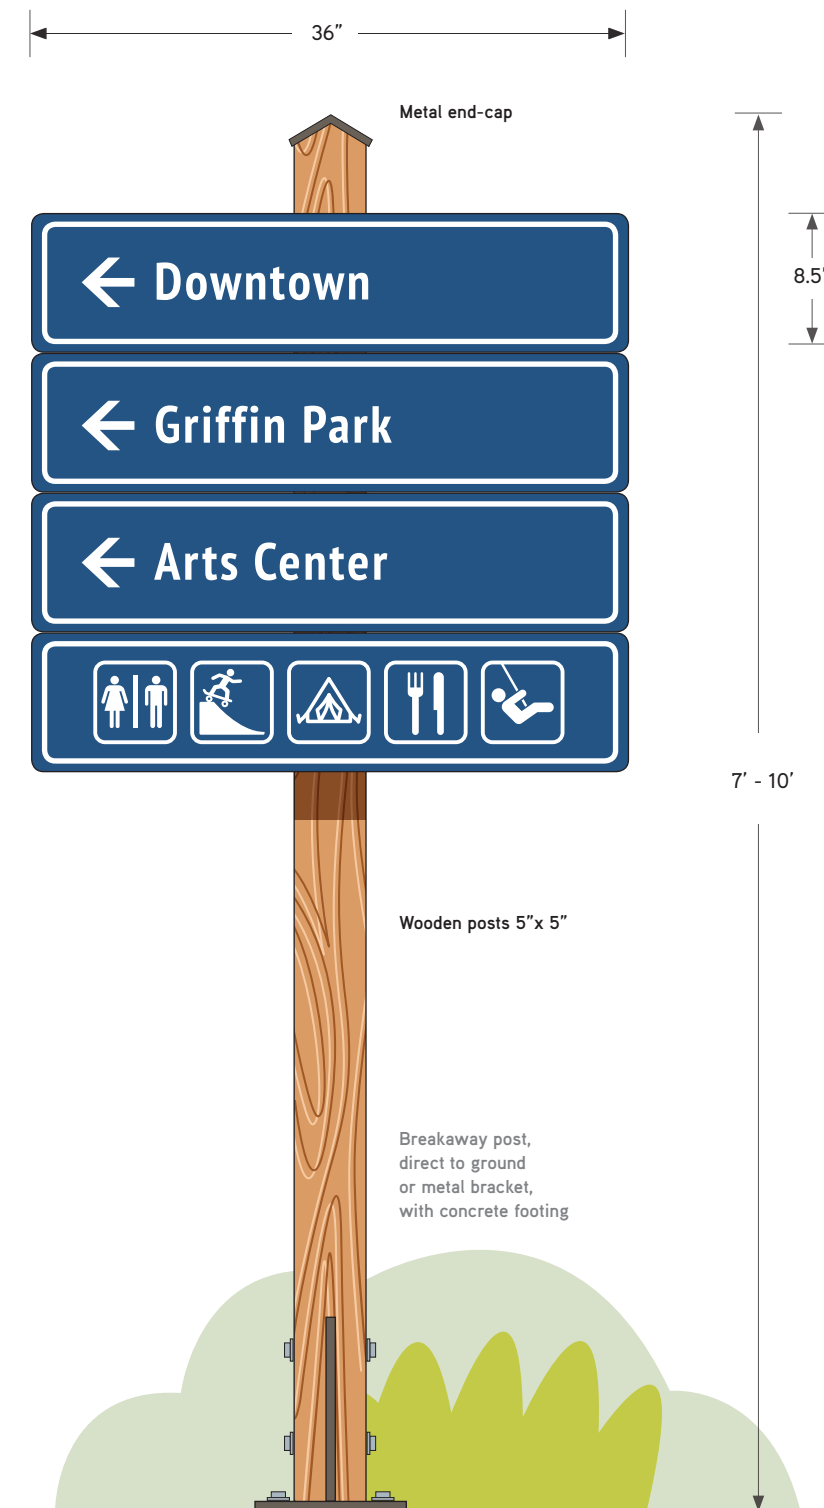 36”
Metal end-cap
← Downtown
8.5”
← Griffin Park
← Arts Center
7’ - 10’
Wooden posts 5”x 5”
Breakaway post,
direct to ground
or metal bracket,
with concrete footing